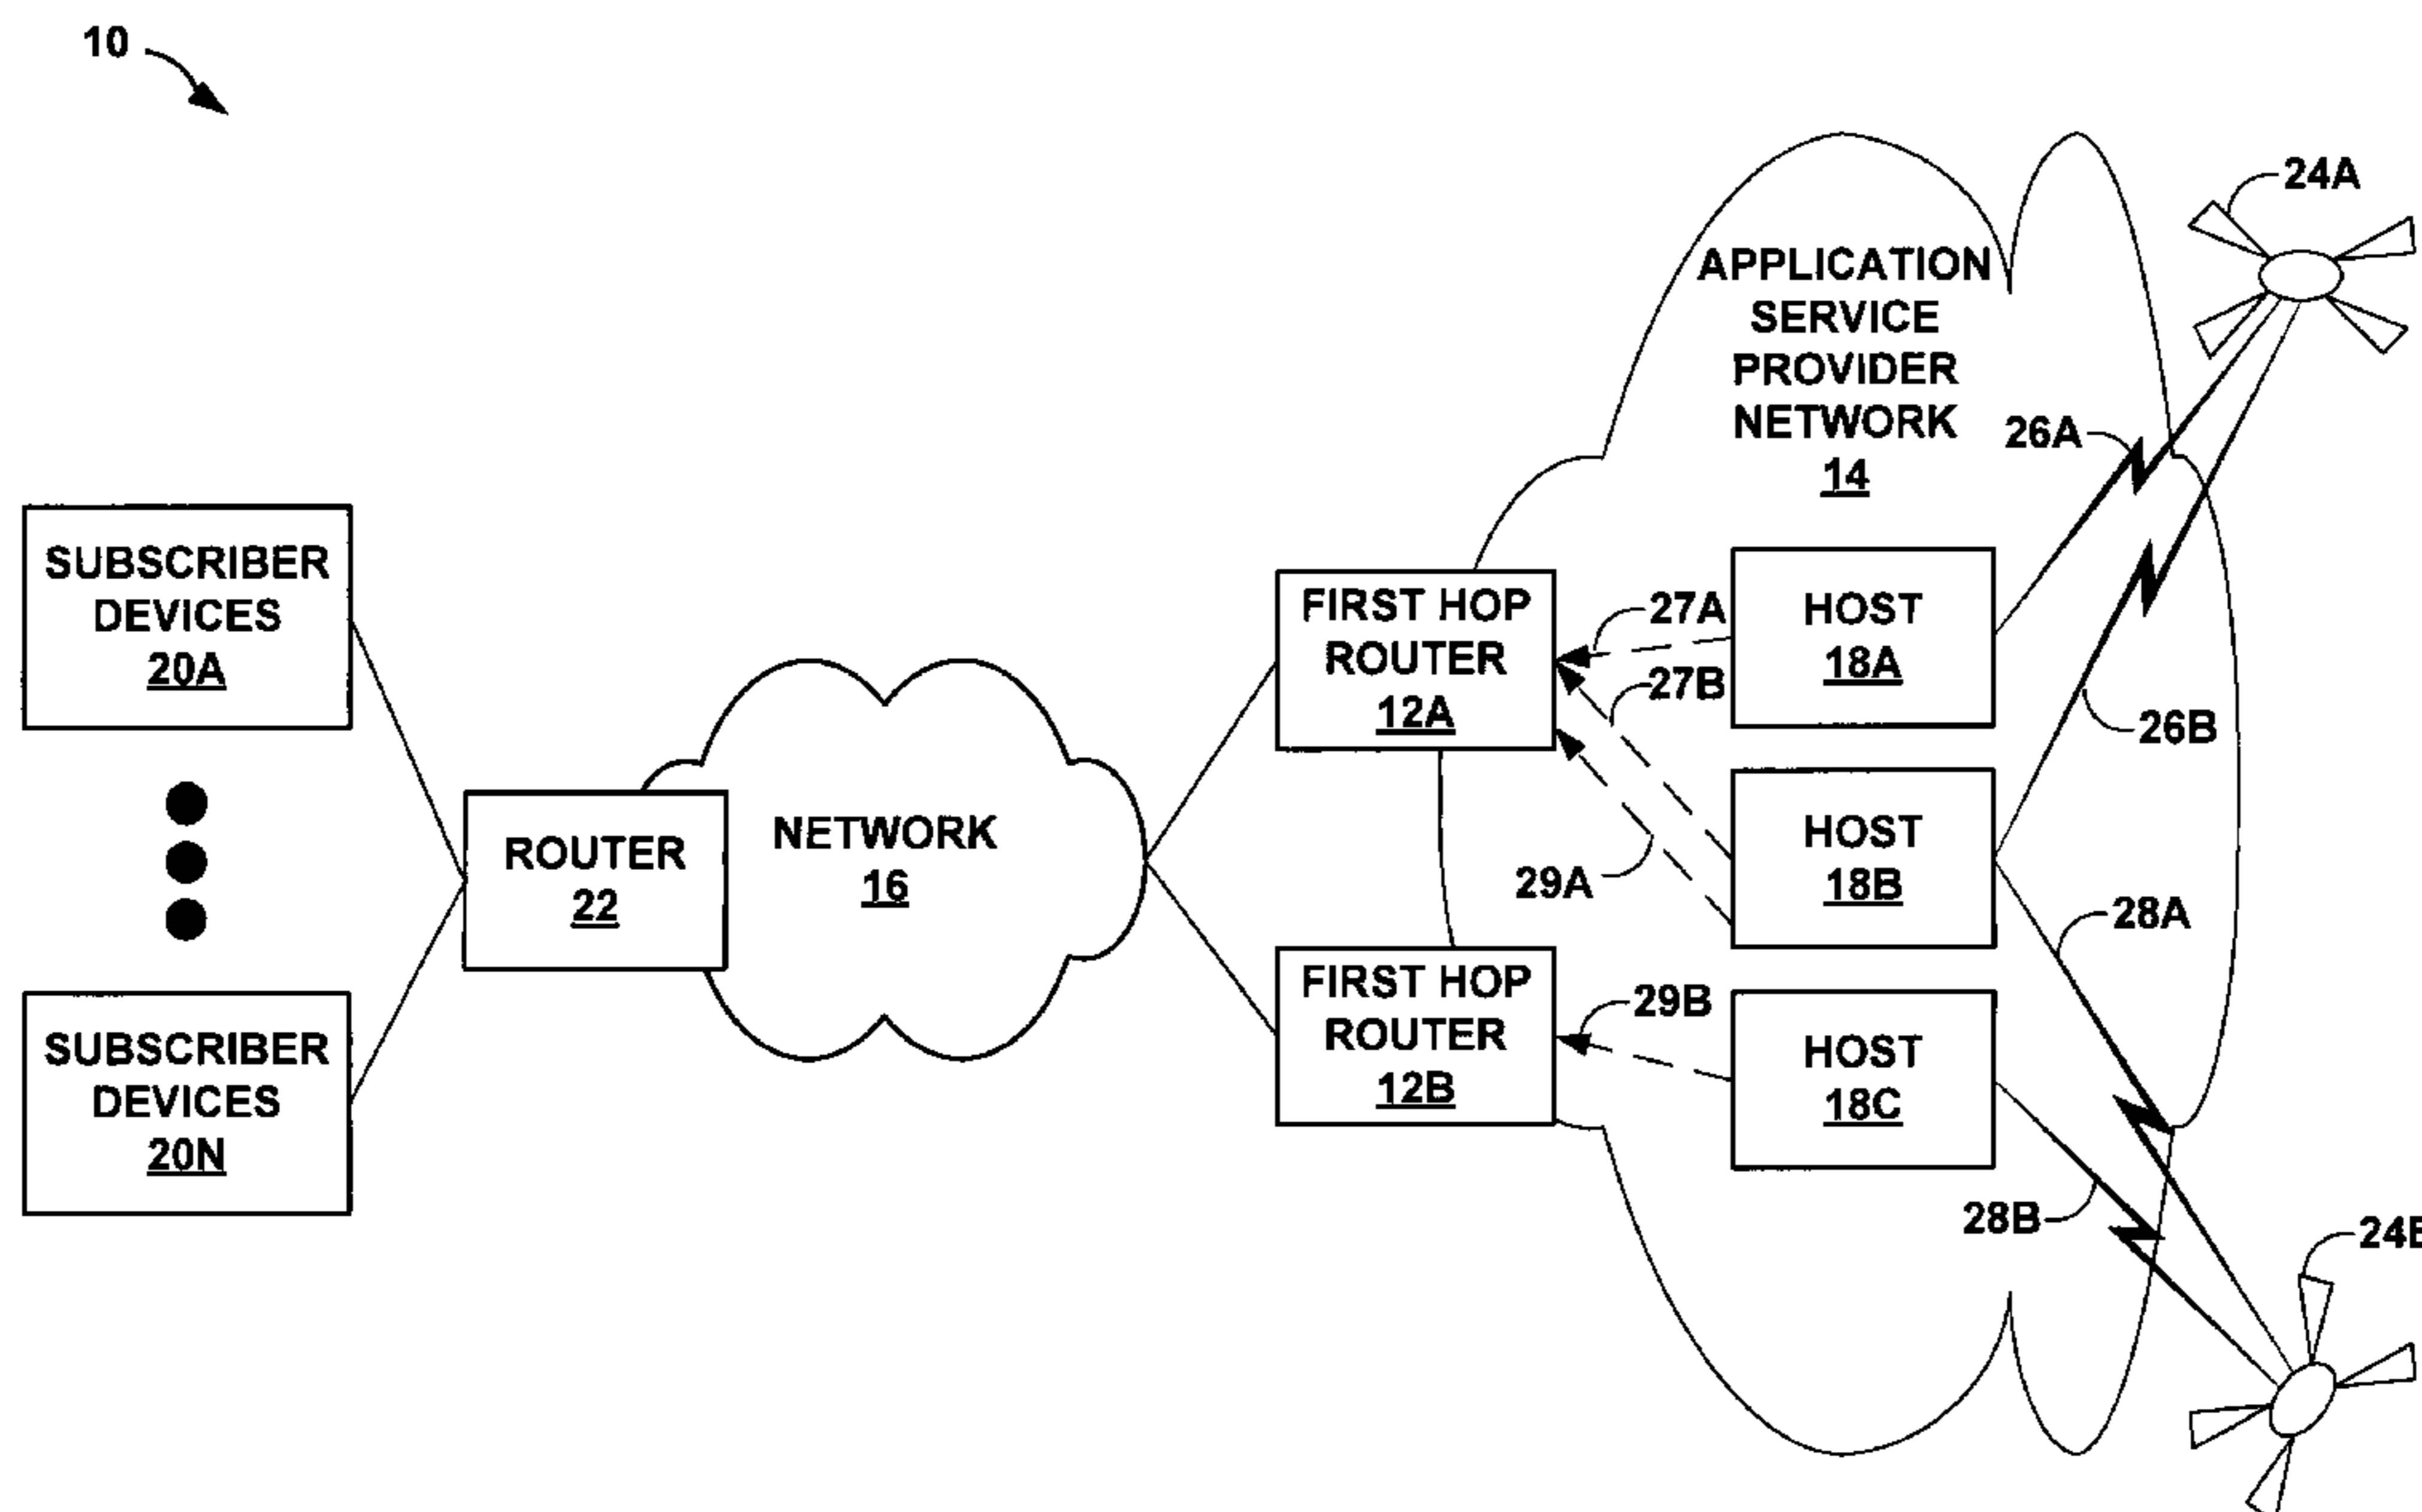 10
24A
APPLICATION
SERVICE
PROVIDER
NETWORK
14
26A
SUBSCRIBER
DEVICES
20A
FIRST HOP
ROUTER
12A
27A
27B
HOST
18A
26B
ROUTER
22
NETWORK
16
29A
HOST
18B
28A
SUBSCRIBER
DEVICES
20N
FIRST HOP
ROUTER
12B
29B
HOST
18C
28B
24B